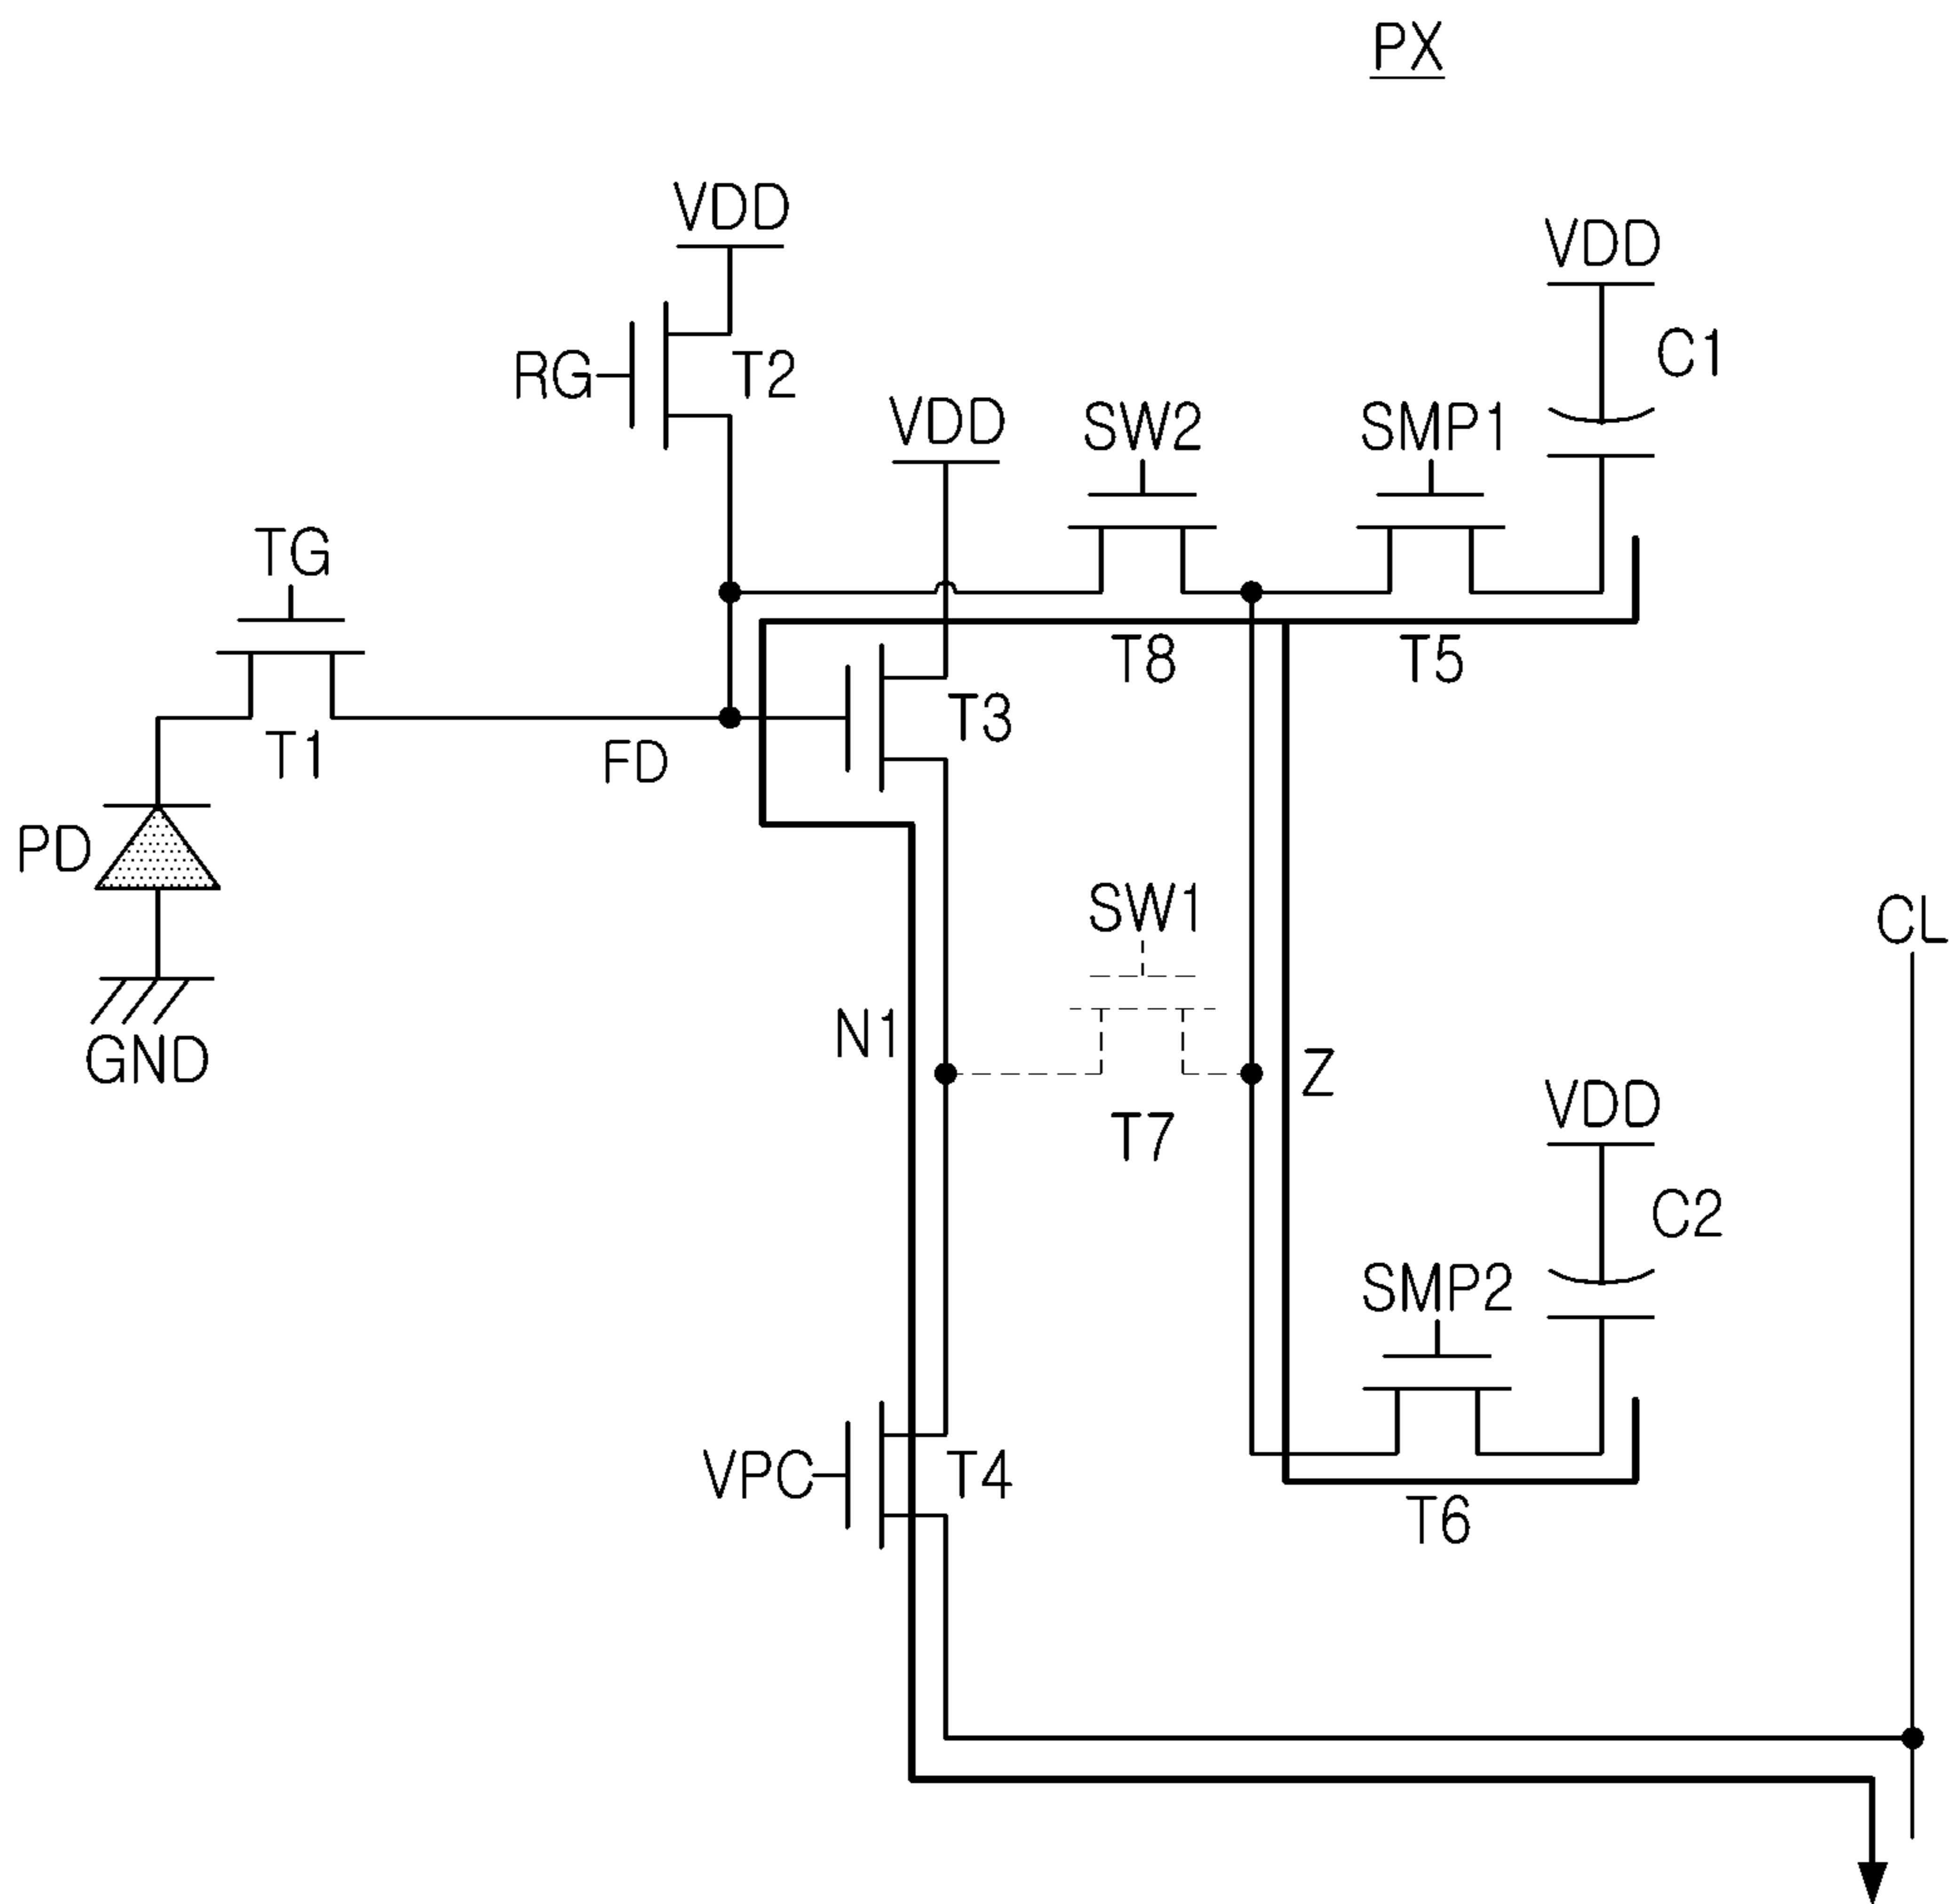 PX
VDD
VDD
C1
RG
T2
VDD
SW2
SMP1
TG
T8
T5
T3
T1
FD
PD
SW1
CL
N1
GND
Z
VDD
T7
C2
SMP2
VPC
T4
T6